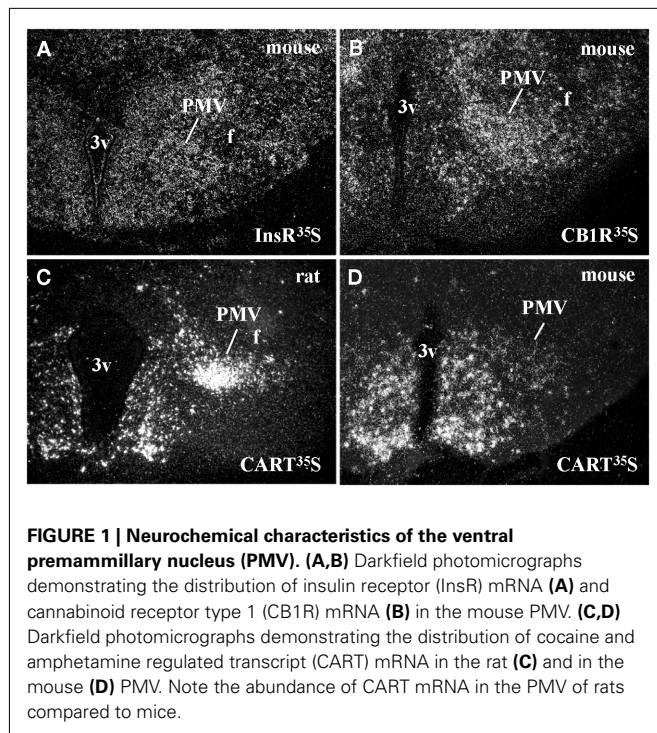 A
mouse
PMV
f
3v
InsR³⁵S
B
mouse
PMV
f
3v
CB1R³⁵S
C
rat
PMV
f
3v
CART³⁵S
D
mouse
PMV
3v
CART³⁵S
FIGURE 1 | Neurochemical characteristics of the ventral
premammillary nucleus (PMV). (A,B) Darkfield photomicrographs
demonstrating the distribution of insulin receptor (InsR) mRNA (A) and
cannabinoid receptor type 1 (CB1R) mRNA (B) in the mouse PMV. (C,D)
Darkfield photomicrographs demonstrating the distribution of cocaine and
amphetamine regulated transcript (CART) mRNA in the rat (C) and in the
mouse (D) PMV. Note the abundance of CART mRNA in the PMV of rats
compared to mice.